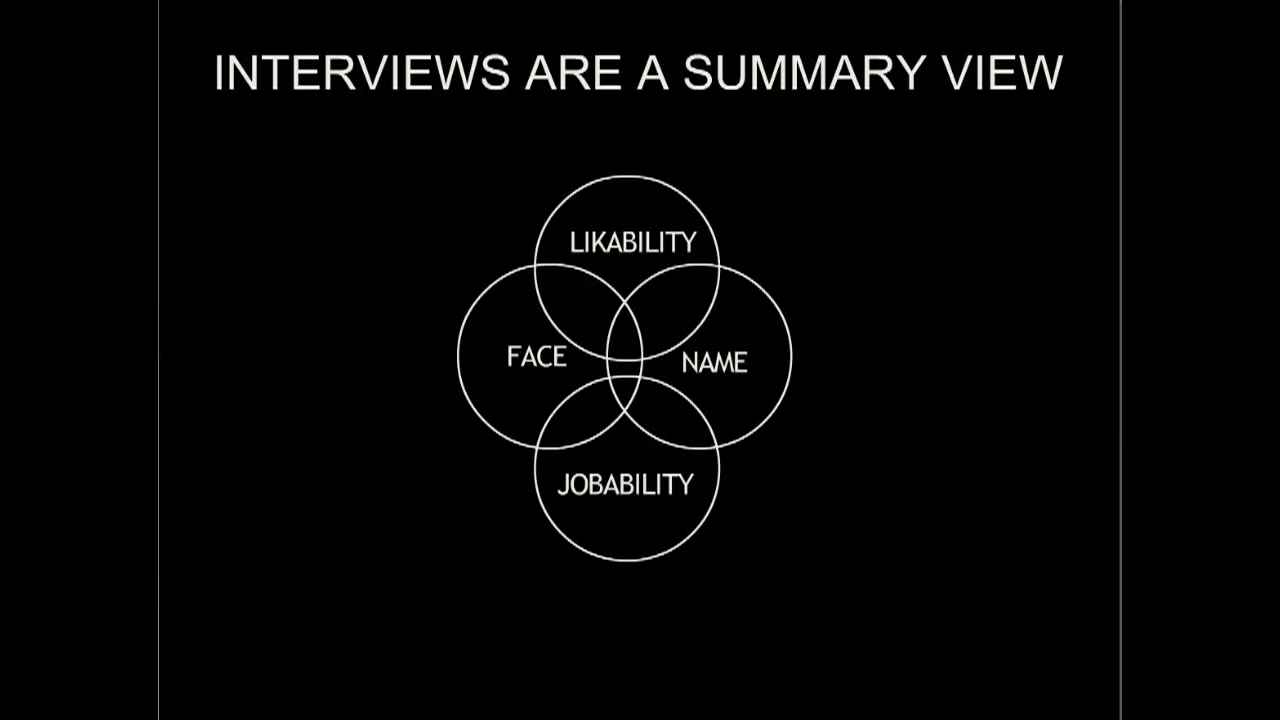 INTERVIEWS ARE A SUMMARY VIEW
LIKABILITY
FACE
NAME
JOBABILITY